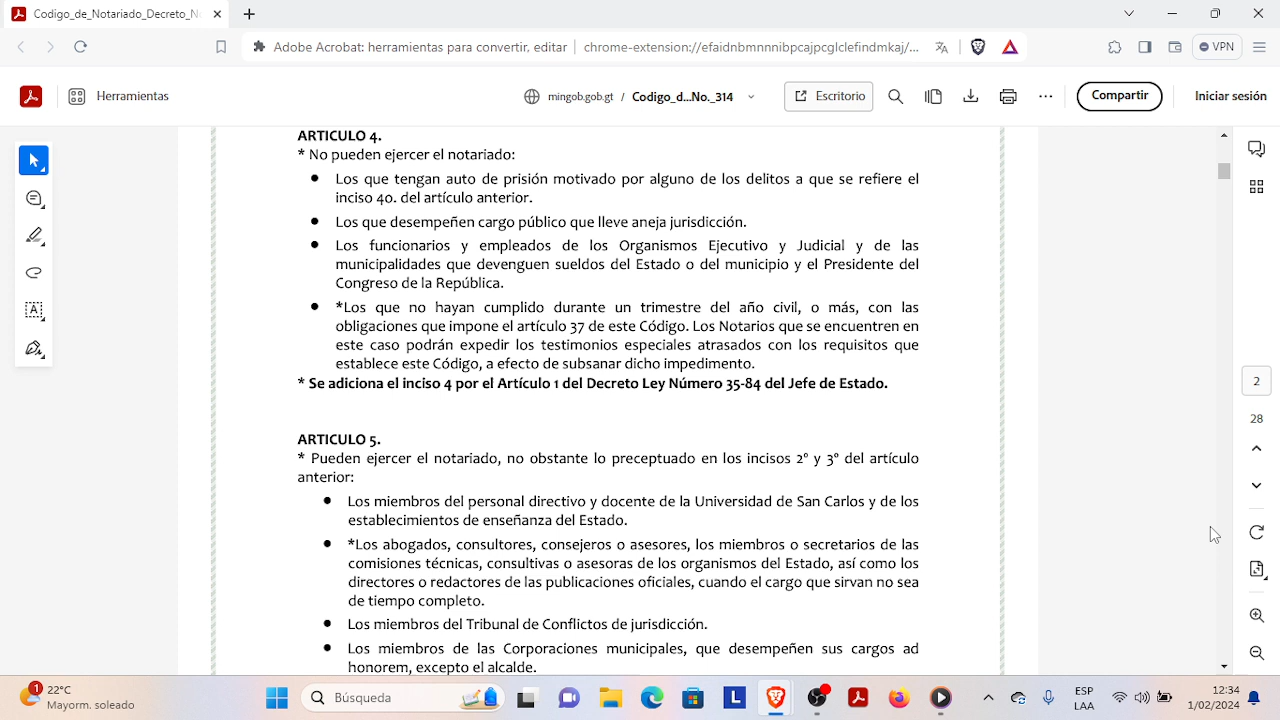 Codigo_de_Notariado_Decreto_N
Adobe Acrobat: herramientas para convertir, editar
chrome-extension://efaidnbmnnnibpcajpcglclefindmkaj/...
VPN
Herramientas
mingob.gob.gt / Codigo_d...No._314
Escritorio
Compartir
Iniciar sesión
ARTICULO 4.
* No pueden ejercer el notariado:
Los que tengan auto de prisión motivado por alguno de los delitos a que se refiere el
inciso 4o. del artículo anterior.
Los que desempeñen cargo público que lleve aneja jurisdicción.
Los funcionarios y empleados de los Organismos Ejecutivo y Judicial y de las
municipalidades que devenguen sueldos del Estado o del municipio y el Presidente del
Congreso de la República.
*Los que no hayan cumplido durante un trimestre del año civil, o más, con las
obligaciones que impone el artículo 37 de este Código. Los Notarios que se encuentren en
este caso podrán expedir los testimonios especiales atrasados con los requisitos que
establece este Código, a efecto de subsanar dicho impedimento.
* Se adiciona el inciso 4 por el Artículo 1 del Decreto Ley Número 35-84 del Jefe de Estado.
ARTICULO 5.
* Pueden ejercer el notariado, no obstante lo preceptuado en los incisos 2° y 3° del artículo
anterior:
Los miembros del personal directivo y docente de la Universidad de San Carlos y de los
establecimientos de enseñanza del Estado.
*Los abogados, consultores, consejeros o asesores, los miembros o secretarios de las
comisiones técnicas, consultivas o asesoras de los organismos del Estado, así como los
directores o redactores de las publicaciones oficiales, cuando el cargo que sirvan no sea
de tiempo completo.
Los miembros del Tribunal de Conflictos de jurisdicción.
Los miembros de las Corporaciones municipales, que desempeñen sus cargos ad
honorem, excepto el alcalde.
2
28
1
22°C
Mayorm. soleado
Búsqueda
ESP
LAA
12:34
1/02/2024